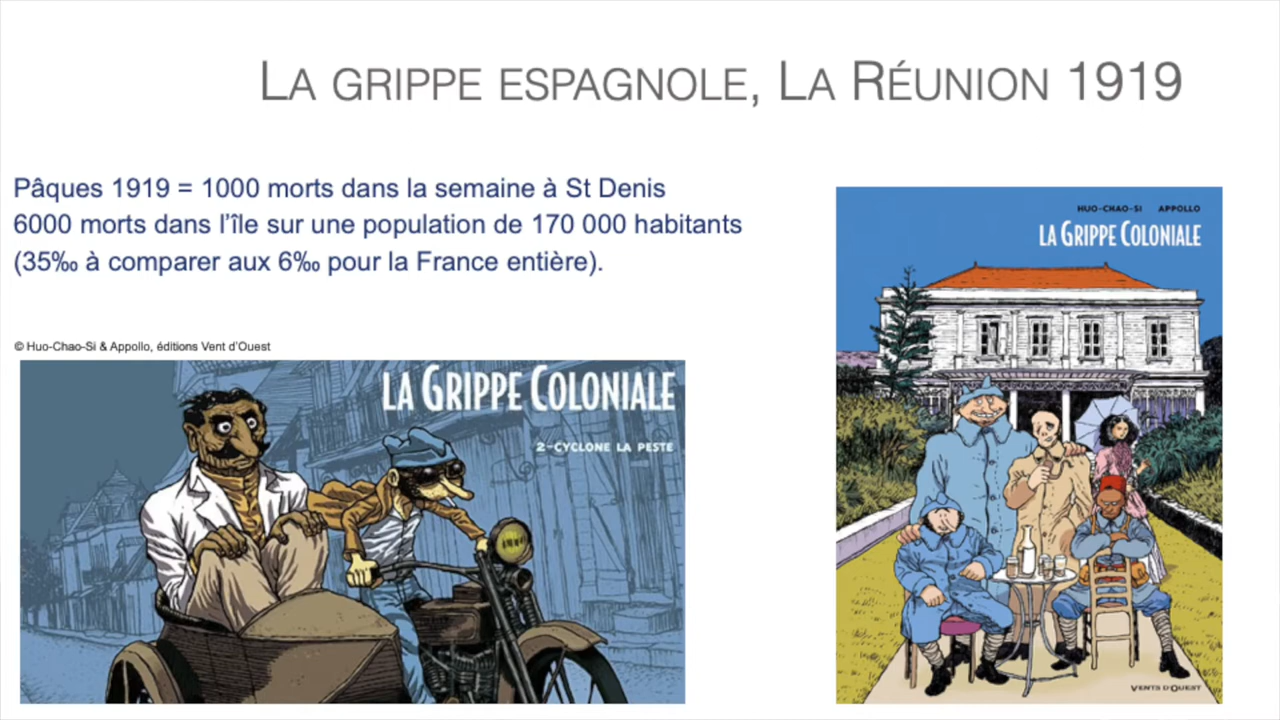 La grippe espagnole, La Réunion 1919
Pâques 1919 = 1000 morts dans la semaine à St Denis
6000 morts dans l'île sur une population de 170 000 habitants
(35‰ à comparer aux 6‰ pour la France entière).
© Huo-Chao-Si & Appollo, éditions Vent d'Ouest
LA GRIPPE COLONIALE
2-CYCLONE LA PESTE
HUO-CHAO-SI APPOLLO
LA GRIPPE COLONIALE
VENTS D'OUEST